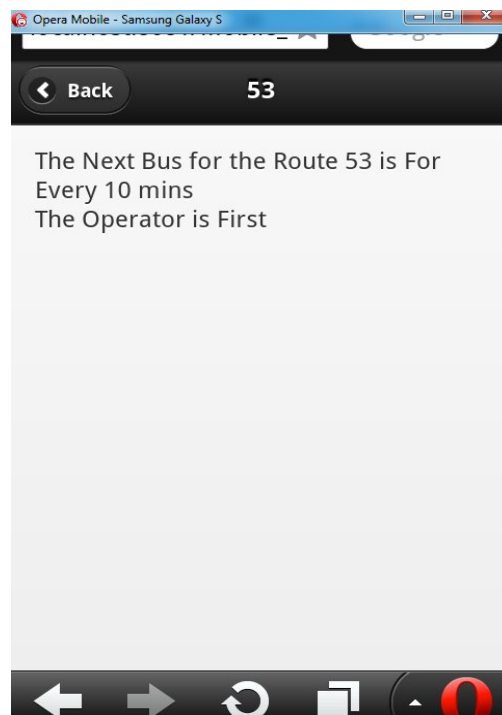 Opera Mobile - Samsung Galaxy S
Back
53
The Next Bus for the Route 53 is For
Every 10 mins
The Operator is First